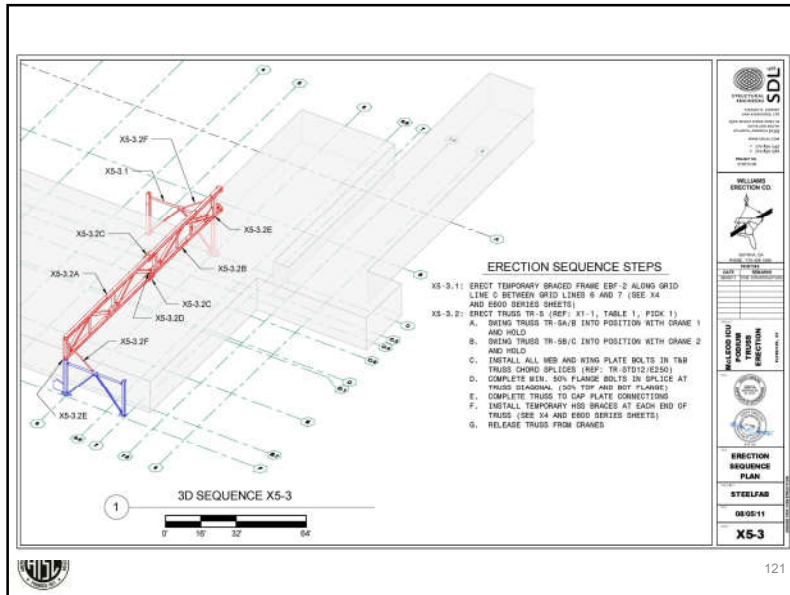 X5-3.2F
X5-3.1
X5-3.2C
X5-3.2E
X5-3.2A
X5-3.2B
X5-3.2C
X5-3.2D
X5-3.2F
X5-3.2E
ERECTION SEQUENCE STEPS
X5-3.1: ERECT TEMPORARY BRACED FRAME EBF-2 ALONG GRID
LINE C BETWEEN GRID LINES 6 AND 7 (SEE X4
AND E600 SERIES SHEETS)
X5-3.2: ERECT TRUSS TR-5 (REF: X1-1, TABLE 1, PICK 1)
A. SWING TRUSS TR-5A/B INTO POSITION WITH CRANE 1
AND HOLD
B. SWING TRUSS TR-5B/C INTO POSITION WITH CRANE 2
AND HOLD
C. INSTALL ALL WEB AND WING PLATE BOLTS IN T&B
TRUSS CHORD SPLICES (REF: TR-STD12/E250)
D. COMPLETE MIN. 50% FLANGE BOLTS IN SPLICE AT
TRUSS DIAGONAL (50% TOP AND BOT FLANGE)
E. COMPLETE TRUSS TO CAP PLATE CONNECTIONS
F. INSTALL TEMPORARY HSS BRACES AT EACH END OF
TRUSS (SEE X4 AND E600 SERIES SHEETS)
G. RELEASE TRUSS FROM CRANES
1
3D SEQUENCE X5-3
0' 16' 32' 64'
STRUCTURAL
ENGINEERS
SDL
WILLIAMS
ERECTION CO.
McLEOD ICU
PODIUM
TRUSS
ERECTION
ERECTION
SEQUENCE
PLAN
STEELFAB
08/05/11
X5-3
AISC
121